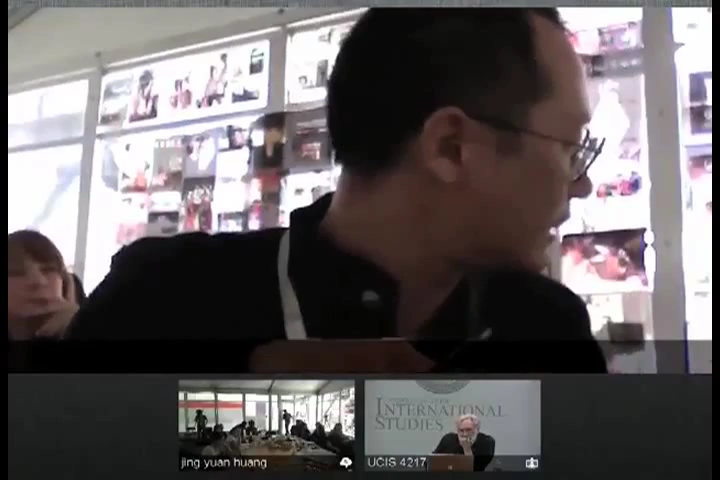 INTERNATIONAL
STUDIES
jing yuan huang
UCIS 4217